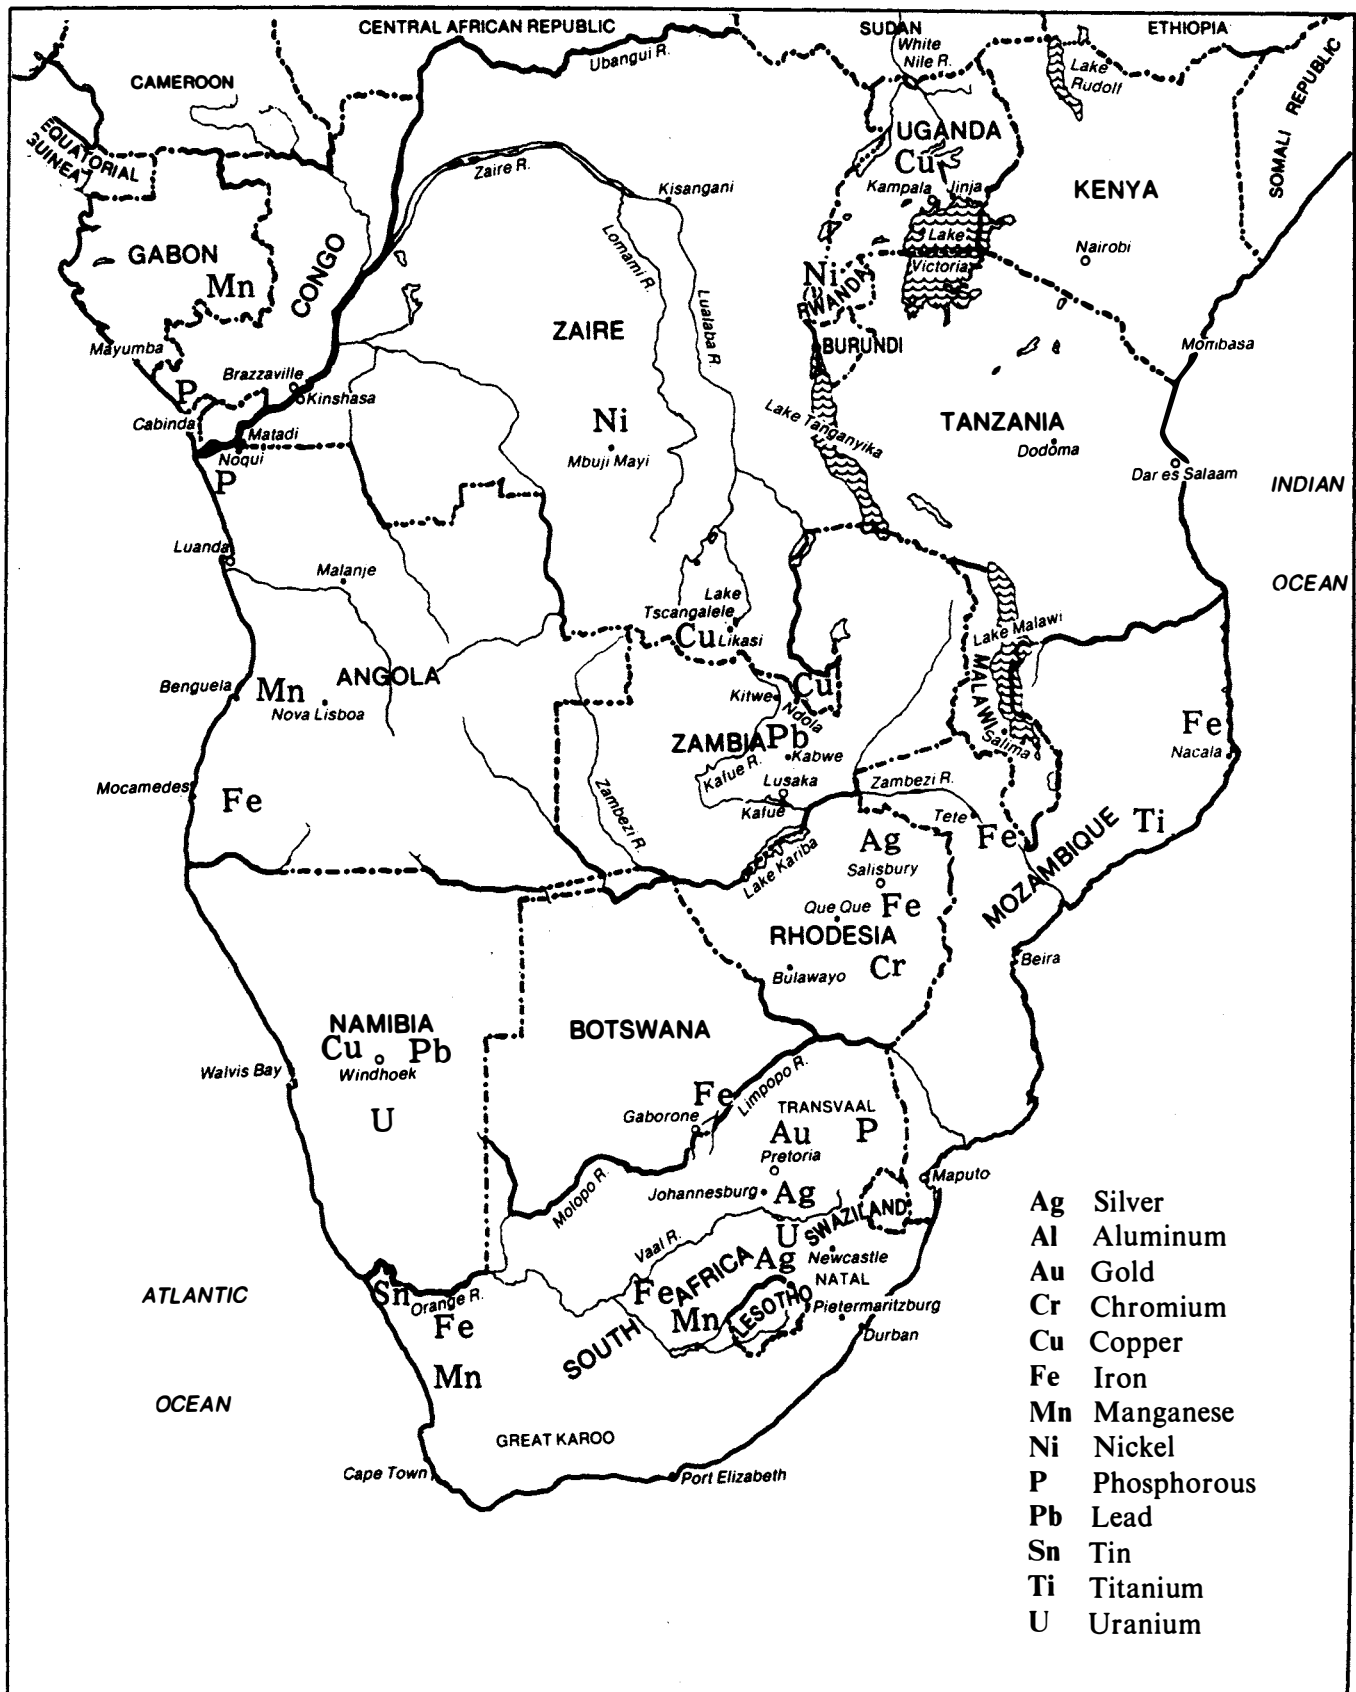 CENTRAL AFRICAN REPUBLIC
SUDAN
ETHIOPIA
White
Nile R.
Ubangui R.
Lake
Rudolf
CAMEROON
SOMALI REPUBLIC
UGANDA
EQUATORIAL
GUINEA
Cu
Zaire R.
Kisangani
Kampala
Jinja
KENYA
Lake
Victoria
Nairobi
GABON
CONGO
Lomami R.
Mn
Ni
RWANDA
Lualaba R.
ZAIRE
BURUNDI
Mayumba
Mombasa
Brazzaville
P
Kinshasa
Lake Tanganyika
Ni
TANZANIA
Cabinda
Matadi
Noqui
Mbuji Mayi
Dodoma
Dar es Salaam
P
INDIAN
Luanda
Malanje
OCEAN
Lake
Tscangalele
Lake Malawi
Cu
Likasi
MALAWI
ANGOLA
Benguela
Mn
Nova Lisboa
Kitwe
Cu
Ndola
Fe
ZAMBIA
Pb
Salima
Kabwe
Nacala
Kafue R.
Mocamedes
Lusaka
Zambezi R.
Fe
Zambezi R.
Kafue
Tete
Fe
Ti
Ag
MOZAMBIQUE
Lake Kariba
Salisbury
Que Que
Fe
RHODESIA
Beira
Bulawayo
Cr
NAMIBIA
BOTSWANA
Cu
Pb
Walvis Bay
Windhoek
Limpopo R.
Fe
TRANSVAAL
U
Gaborone
Au
P
Pretoria
Molopo R.
Johannesburg
Ag
Maputo
SWAZILAND
Vaal R.
U
Newcastle
Ag
NATAL
ATLANTIC
Sn
Orange R.
Fe
SOUTH AFRICA
LESOTHO
Pietermaritzburg
Fe
Mn
Durban
Mn
OCEAN
GREAT KAROO
Cape Town
Port Elizabeth
Ag Silver
Al Aluminum
Au Gold
Cr Chromium
Cu Copper
Fe Iron
Mn Manganese
Ni Nickel
P Phosphorous
Pb Lead
Sn Tin
Ti Titanium
U Uranium